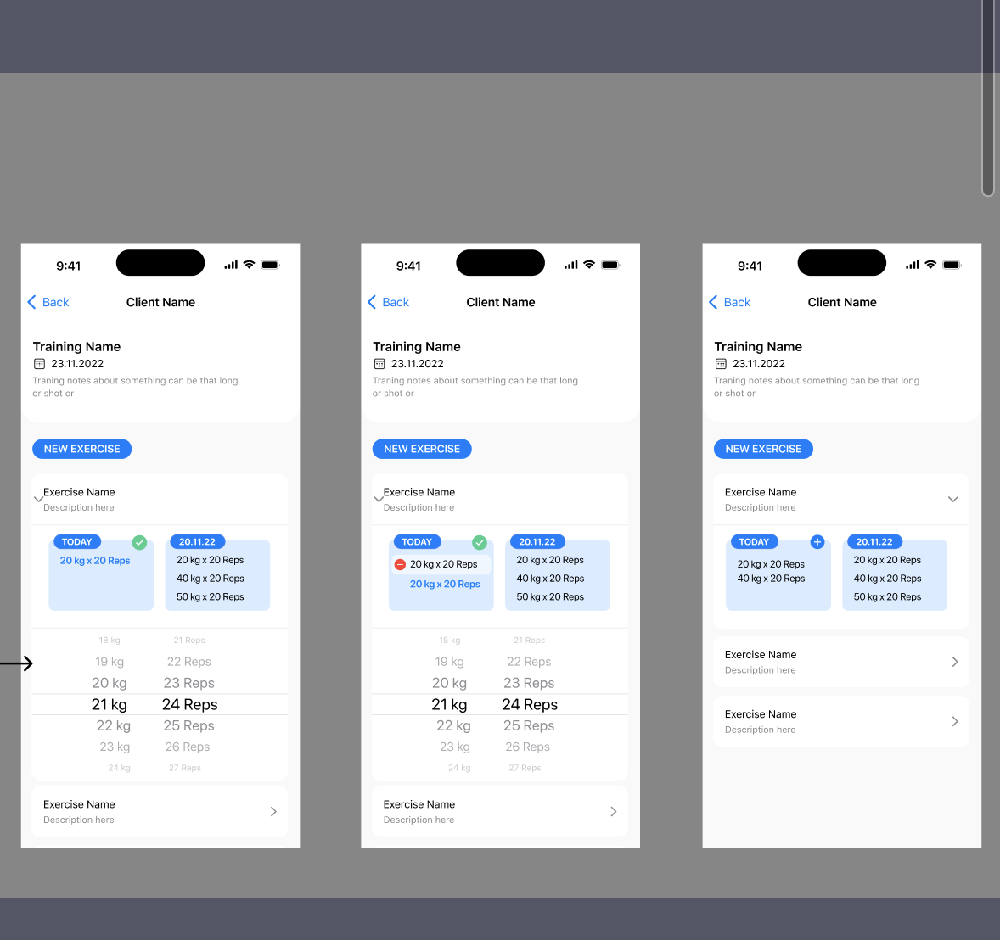 9:41
Back
Client Name
Training Name
23.11.2022
Traning notes about something can be that long
or shot or
NEW EXERCISE
Exercise Name
Description here
TODAY
20 kg x 20 Reps
20.11.22
20 kg x 20 Reps
40 kg x 20 Reps
50 kg x 20 Reps
18 kg 21 Reps
19 kg 22 Reps
20 kg 23 Reps
21 kg 24 Reps
22 kg 25 Reps
23 kg 26 Reps
24 kg 27 Reps
Exercise Name
Description here
9:41
Back
Client Name
Training Name
23.11.2022
Traning notes about something can be that long
or shot or
NEW EXERCISE
Exercise Name
Description here
TODAY
20 kg x 20 Reps
20 kg x 20 Reps
20.11.22
20 kg x 20 Reps
40 kg x 20 Reps
50 kg x 20 Reps
18 kg 21 Reps
19 kg 22 Reps
20 kg 23 Reps
21 kg 24 Reps
22 kg 25 Reps
23 kg 26 Reps
24 kg 27 Reps
Exercise Name
Description here
9:41
Back
Client Name
Training Name
23.11.2022
Traning notes about something can be that long
or shot or
NEW EXERCISE
Exercise Name
Description here
TODAY
20 kg x 20 Reps
40 kg x 20 Reps
20.11.22
20 kg x 20 Reps
40 kg x 20 Reps
50 kg x 20 Reps
Exercise Name
Description here
Exercise Name
Description here